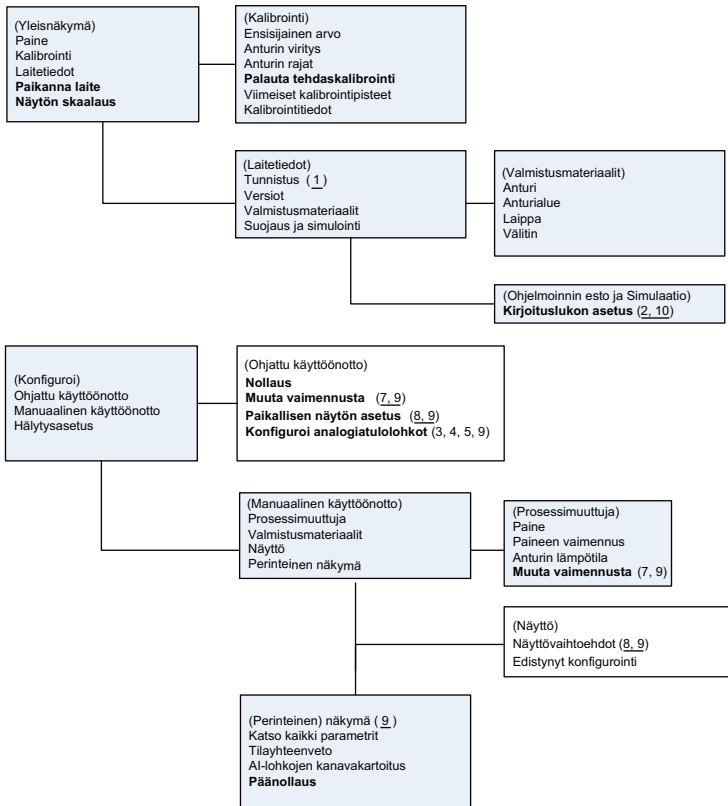 (Yleisnäkymä)
Paine
Kalibrointi
Laitetiedot
Paikanna laite
Näytön skaalaus
(Kalibrointi)
Ensisijainen arvo
Anturin viritys
Anturin rajat
Palauta tehdaskalibrointi
Viimeiset kalibrointipisteet
Kalibrointitiedot
(Laitetiedot)
Tunnistus (1)
Versiot
Valmistusmateriaalit
Suojaus ja simulointi
(Valmistusmateriaalit)
Anturi
Anturialue
Laippa
Välitin
(Ohjelmoinnin esto ja Simulaatio)
Kirjoituslukon asetus (2, 10)
(Konfiguroi)
Ohjattu käyttöönotto
Manuaalinen käyttöönotto
Hälytysasetus
(Ohjattu käyttöönotto)
Nollaus
Muuta vaimennusta (7, 9)
Paikallisen näytön asetus (8, 9)
Konfiguroi analogiatulolohkot (3, 4, 5, 9)
(Manuaalinen käyttöönotto)
Prosessimuuttuja
Valmistusmateriaalit
Näyttö
Perinteinen näkymä
(Prosessimuuttuja)
Paine
Paineen vaimennus
Anturin lämpötila
Muuta vaimennusta (7, 9)
(Näyttö)
Näyttövaihtoehdot (8, 9)
Edistynyt konfigurointi
(Perinteinen) näkymä ( 9 )
Katso kaikki parametrit
Tilayhteenveto
AI-lohkojen kanavakartoitus
Päänollaus